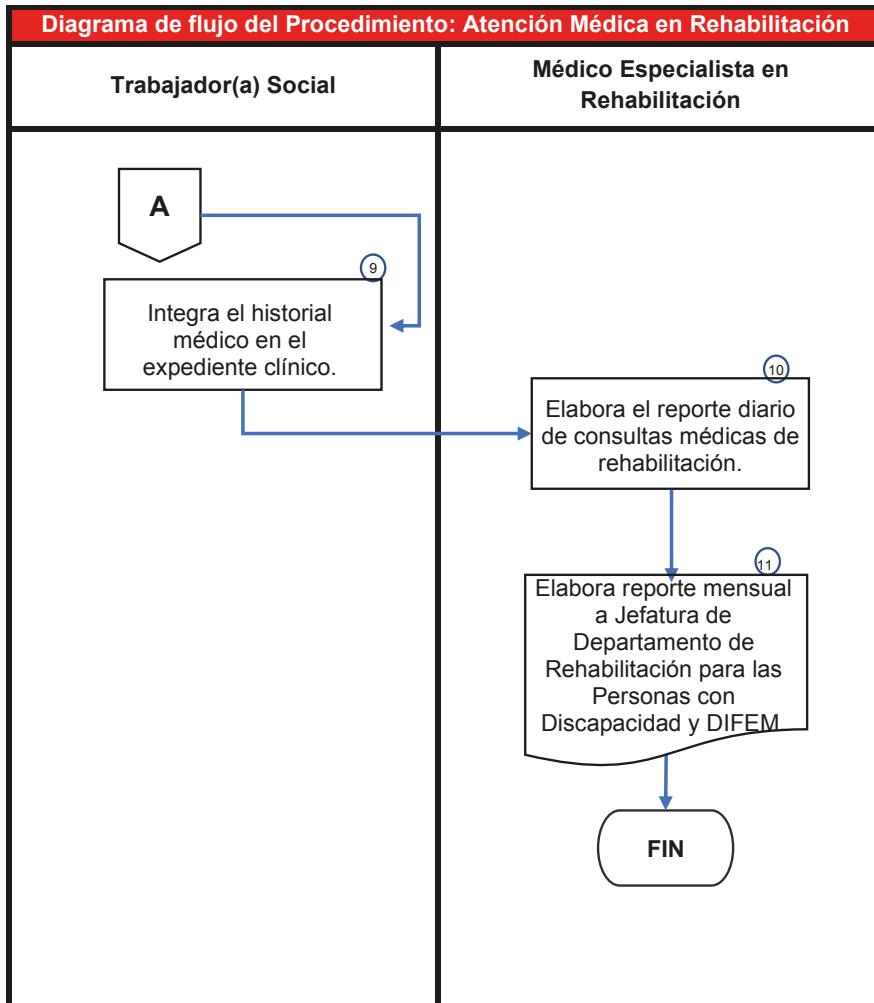 Diagrama de flujo del Procedimiento: Atención Médica en Rehabilitación
Trabajador(a) Social
Médico Especialista en
Rehabilitación
A
9
Integra el historial
médico en el
expediente clínico.
10
Elabora el reporte diario
de consultas médicas de
rehabilitación.
11
Elabora reporte mensual
a Jefatura de
Departamento de
Rehabilitación para las
Personas con
Discapacidad y DIFEM
FIN